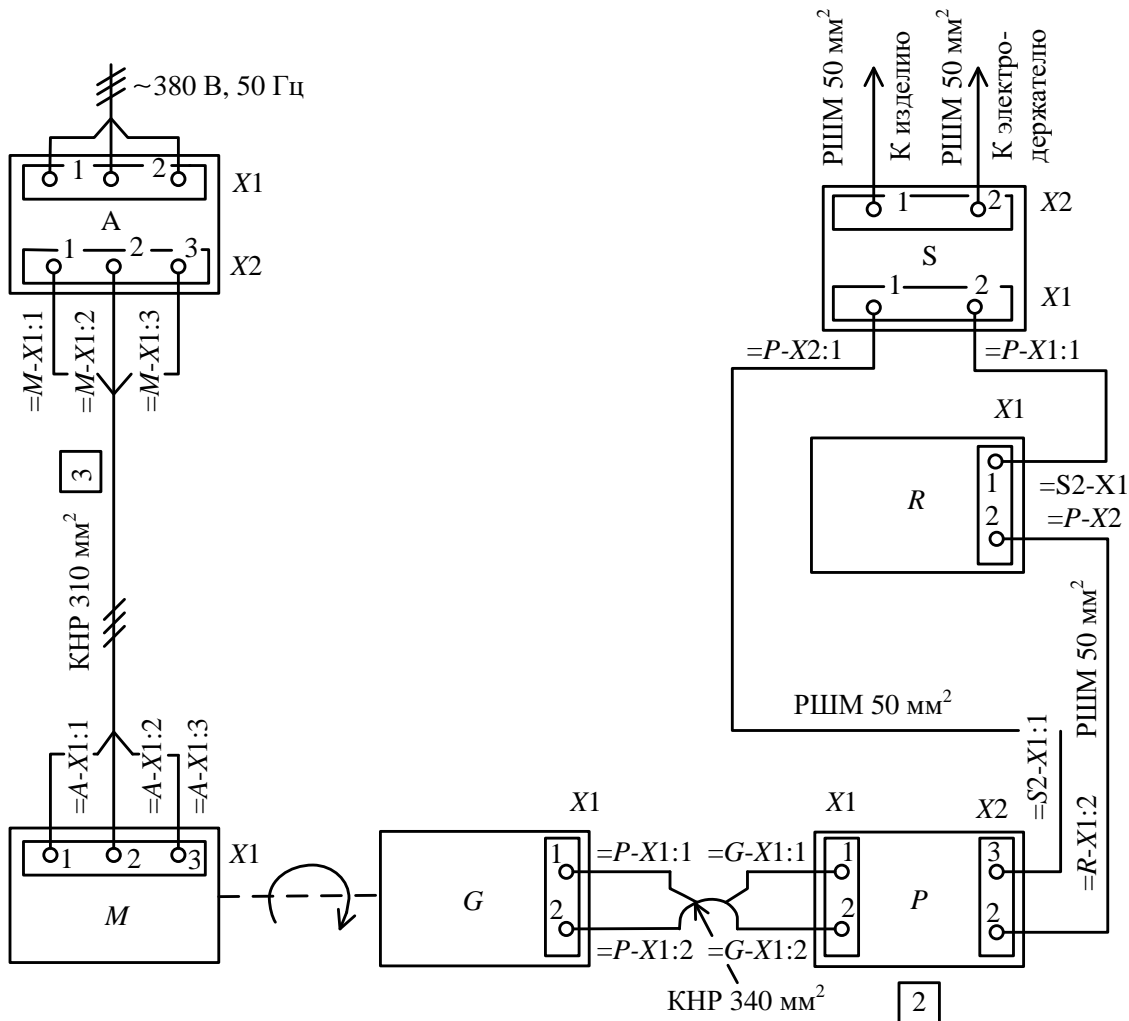 ~380 В, 50 Гц
1 2
X1
A
1 2 3
X2
=M-X1:1
=M-X1:2
=M-X1:3
3
КНР 310 мм²
=A-X1:1
=A-X1:2
=A-X1:3
1 2 3
X1
M
G
X1
1
2
=P-X1:1
=G-X1:1
=P-X1:2
=G-X1:2
КНР 340 мм²
X1
1
2
P
X2
3
2
2
РШМ 50 мм²
К изделию
РШМ 50 мм²
К электро-
держателю
1 2
X2
S
1 2
X1
=P-X2:1
=P-X1:1
X1
R
1
2
=S2-X1
=P-X2
РШМ 50 мм²
РШМ 50 мм²
=S2-X1:1
=R-X1:2